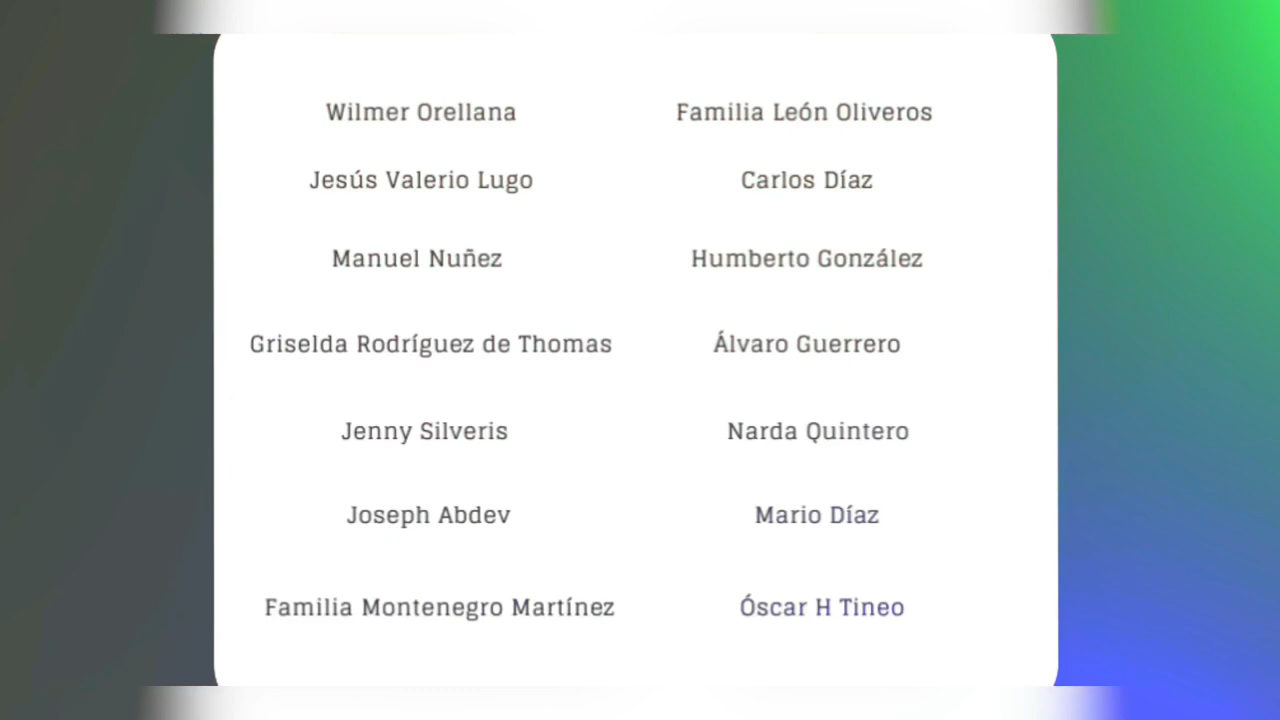 Wilmer Orellana
Familia León Oliveros
Jesús Valerio Lugo
Carlos Díaz
Manuel Nuñez
Humberto González
Griselda Rodríguez de Thomas
Álvaro Guerrero
Jenny Silveris
Narda Quintero
Joseph Abdev
Mario Díaz
Familia Montenegro Martínez
Óscar H Tineo